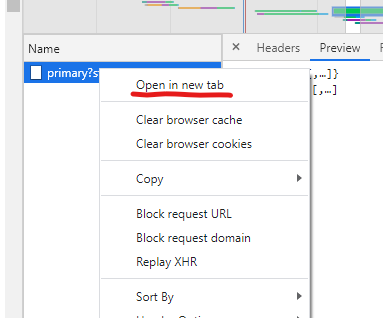 Name
Headers Preview
primary?s
[,…]}
[,…]
Open in new tab
Clear browser cache
Clear browser cookies
Copy
Block request URL
Block request domain
Replay XHR
Sort By